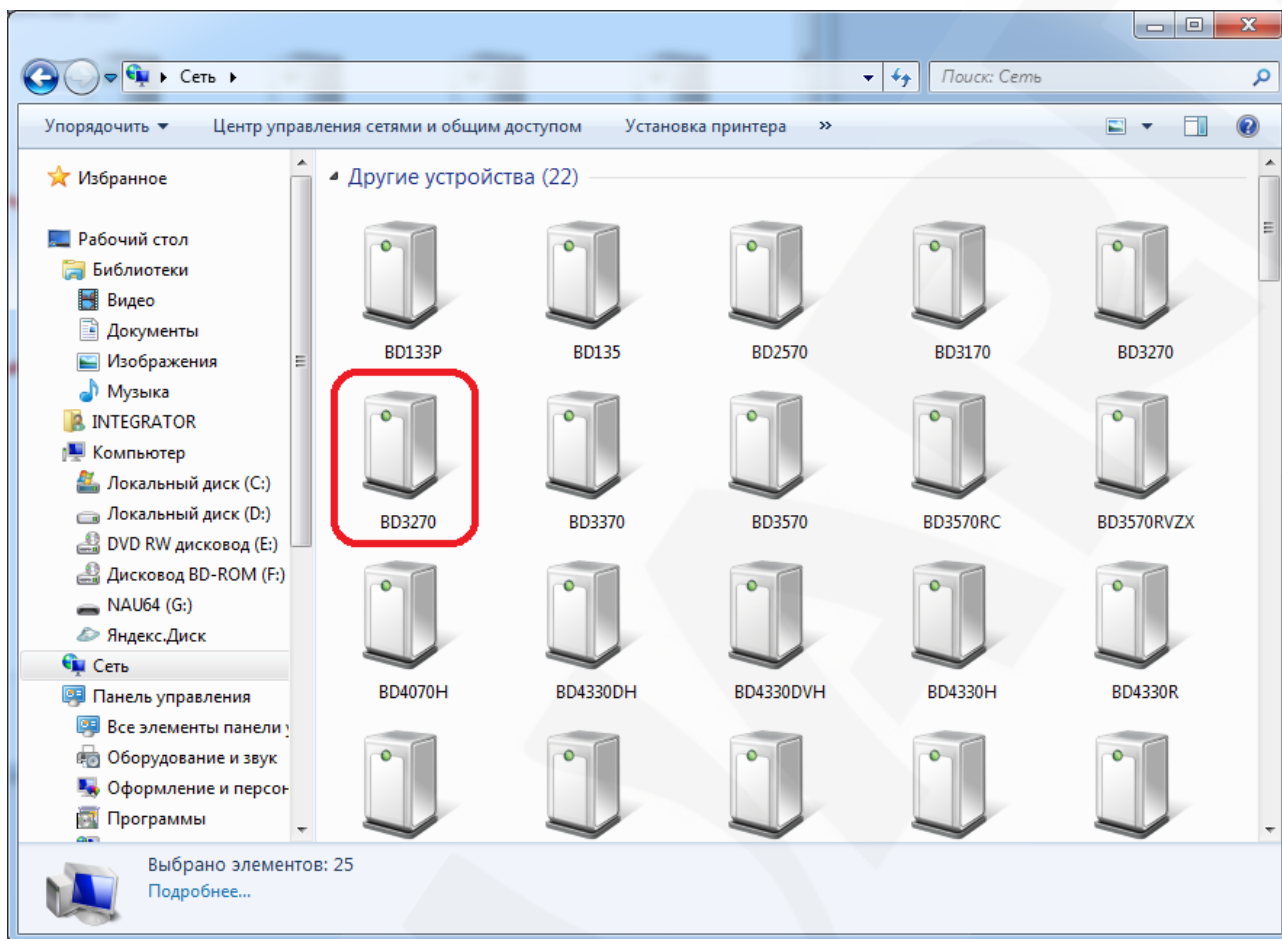 Сеть
Поиск: Сеть
Упорядочить Центр управления сетями и общим доступом Установка принтера »
Избранное
Рабочий стол
Библиотеки
Видео
Документы
Изображения
Музыка
INTEGRATOR
Компьютер
Локальный диск (C:)
Локальный диск (D:)
DVD RW дисковод (E:)
Дисковод BD-ROM (F:)
NAU64 (G:)
Яндекс.Диск
Сеть
Панель управления
Все элементы панели
Оборудование и звук
Оформление и персон
Программы
Другие устройства (22)
BD133P BD135 BD2570 BD3170 BD3270
BD3270 BD3370 BD3570 BD3570RC BD3570RVZX
BD4070H BD4330DH BD4330DVH BD4330H BD4330R
Выбрано элементов: 25
Подробнее...